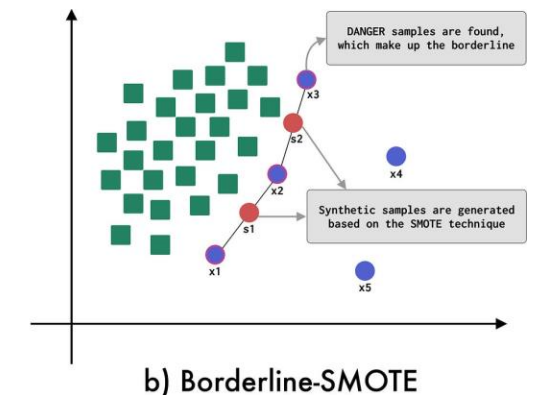 DANGER samples are found,
which make up the borderline
x3
s2
x4
x2
Synthetic samples are generated
based on the SMOTE technique
s1
x1
x5
b) Borderline-SMOTE